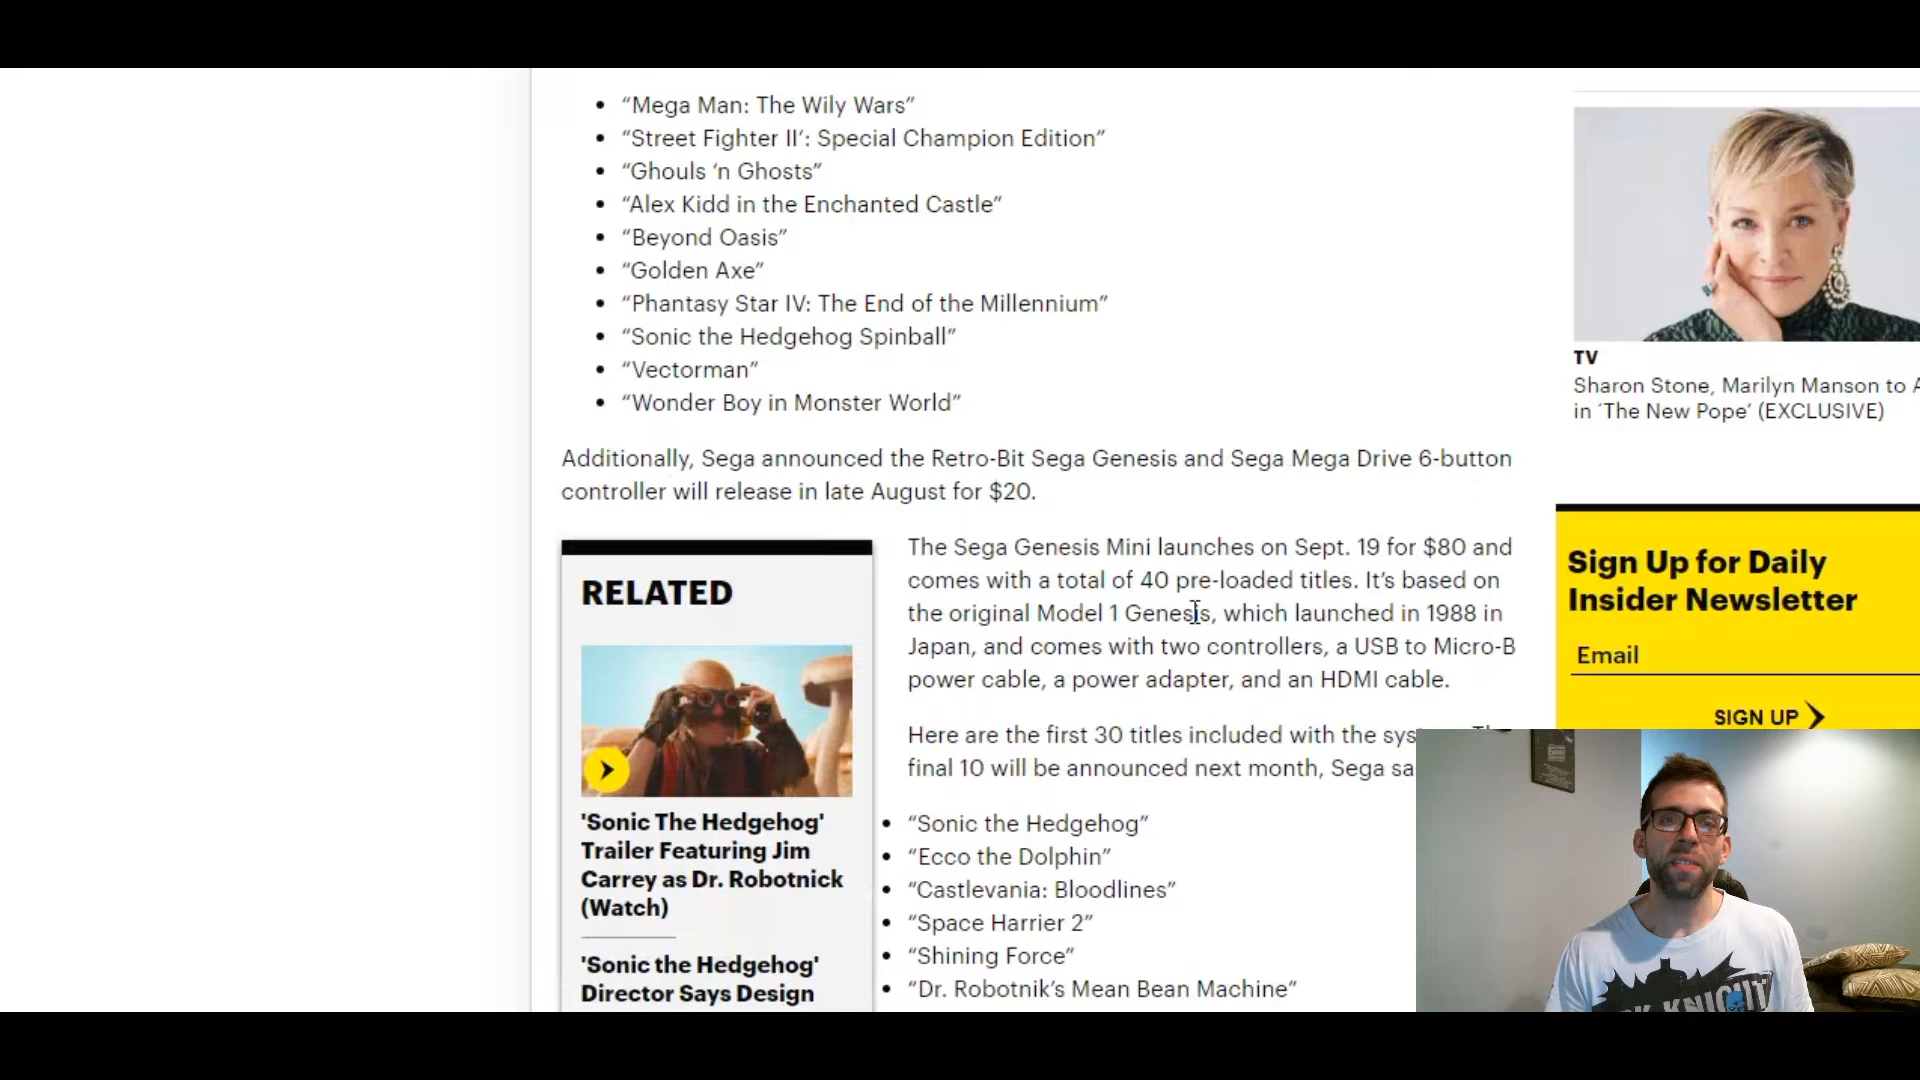 “Mega Man: The Wily Wars”
“Street Fighter II’: Special Champion Edition”
“Ghouls ‘n Ghosts”
“Alex Kidd in the Enchanted Castle”
“Beyond Oasis”
“Golden Axe”
“Phantasy Star IV: The End of the Millennium”
“Sonic the Hedgehog Spinball”
“Vectorman”
“Wonder Boy in Monster World”
Additionally, Sega announced the Retro-Bit Sega Genesis and Sega Mega Drive 6-button
controller will release in late August for $20.
RELATED
'Sonic The Hedgehog'
Trailer Featuring Jim
Carrey as Dr. Robotnick
(Watch)
'Sonic the Hedgehog'
Director Says Design
The Sega Genesis Mini launches on Sept. 19 for $80 and
comes with a total of 40 pre-loaded titles. It’s based on
the original Model 1 Genesis, which launched in 1988 in
Japan, and comes with two controllers, a USB to Micro-B
power cable, a power adapter, and an HDMI cable.
Here are the first 30 titles included with the
final 10 will be announced next month, Sega
“Sonic the Hedgehog”
“Ecco the Dolphin”
“Castlevania: Bloodlines”
“Space Harrier 2”
“Shining Force”
“Dr. Robotnik’s Mean Bean Machine”
TV
Sharon Stone, Marilyn Manson to
in ‘The New Pope’ (EXCLUSIVE)
Sign Up for Daily
Insider Newsletter
Email
SIGN UP
KNIGHT